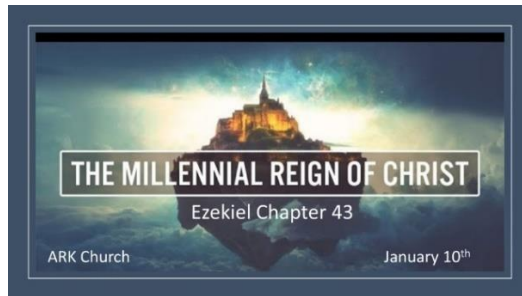 THE MILLENNIAL REIGN OF CHRIST
Ezekiel Chapter 43
ARK Church
January 10th